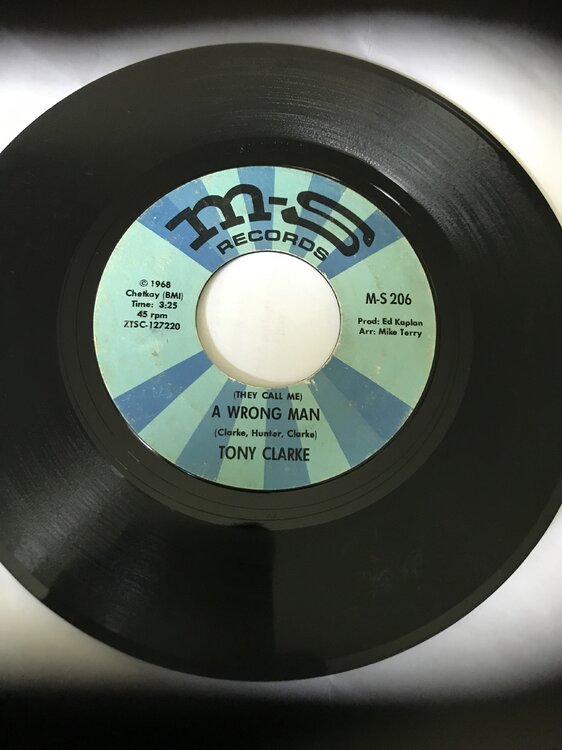 m-s
RECORDS
© 1968
Chetkay (BMI)
Time: 3:25
45 rpm
ZTSC-127220
M-S 206
Prod: Ed Kaplan
Arr: Mike Terry
(THEY CALL ME)
A WRONG MAN
(Clarke, Hunter, Clarke)
TONY CLARKE